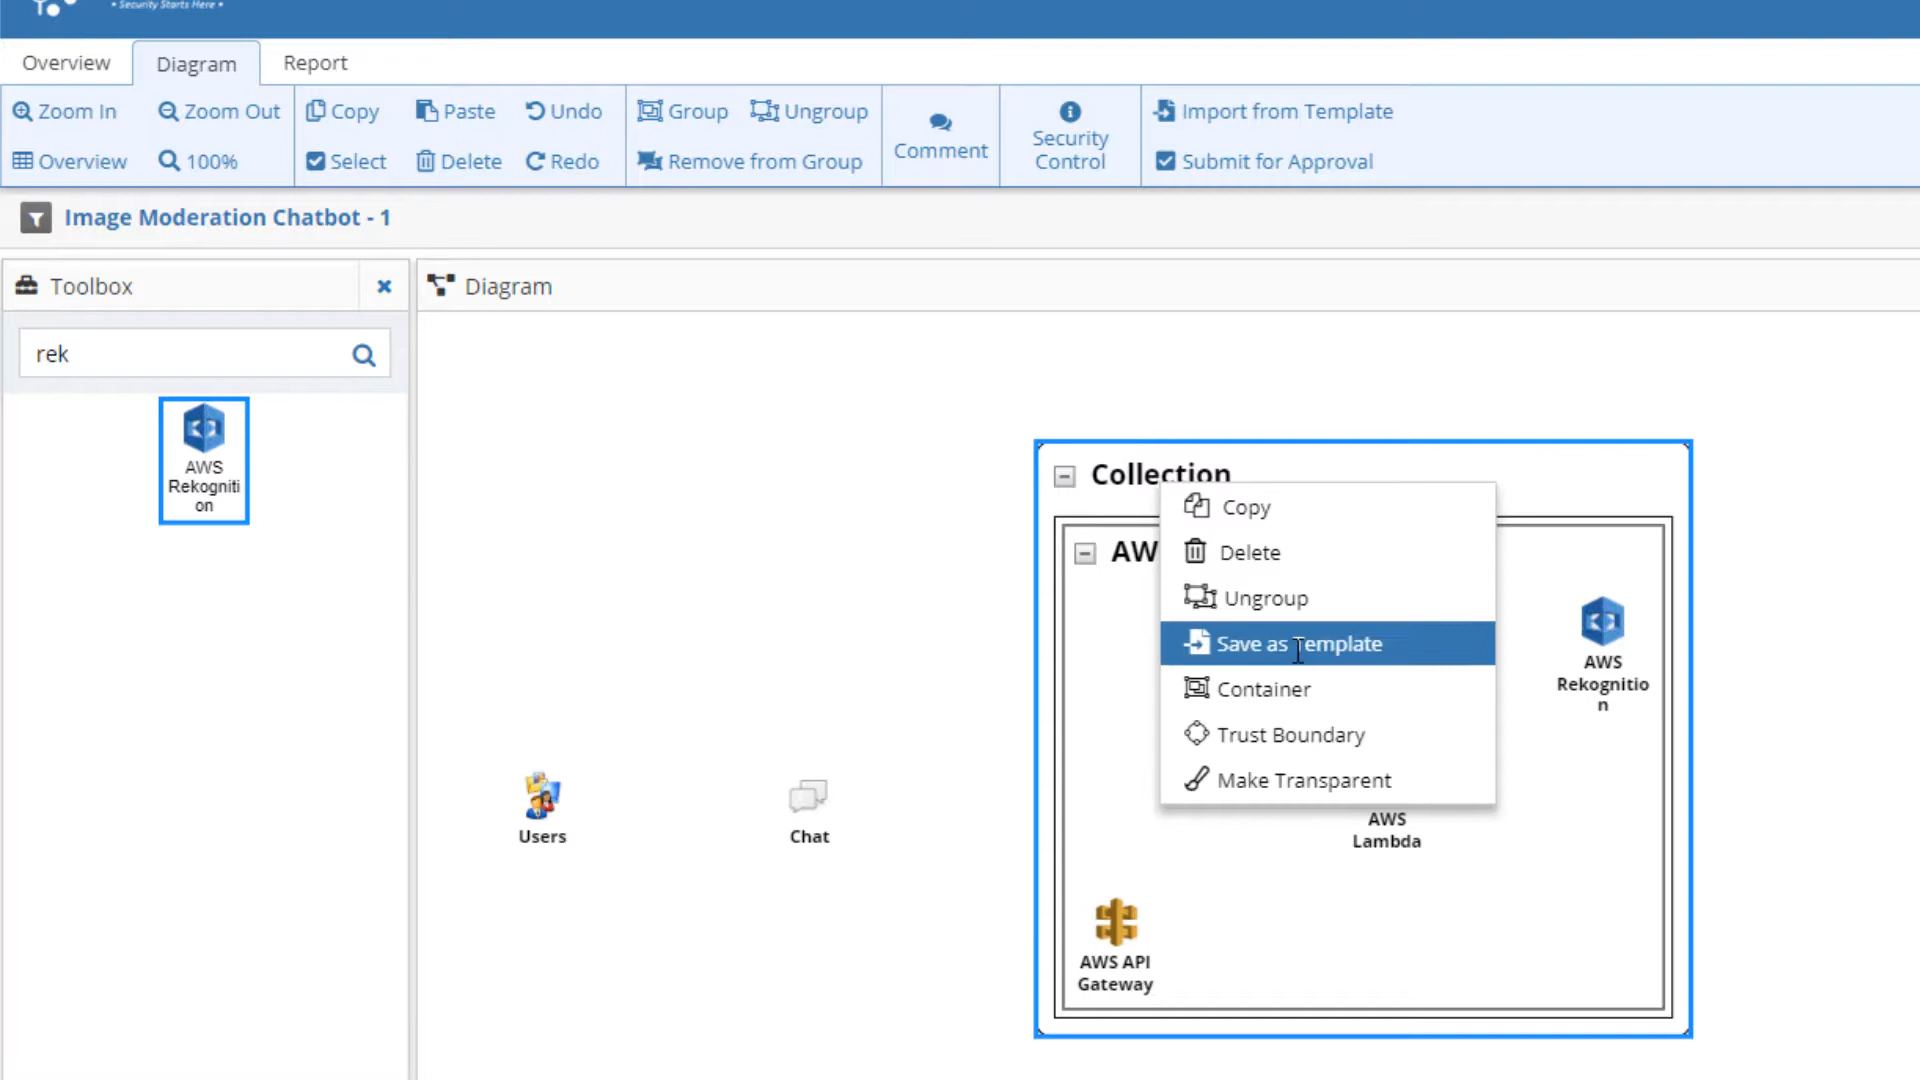 • Security Starts Here •
Overview
Diagram
Report
Zoom In
Zoom Out
Copy
Paste
Undo
Group
Ungroup
Comment
Security
Control
Import from Template
Overview
100%
Select
Delete
Redo
Remove from Group
Submit for Approval
Image Moderation Chatbot - 1
Toolbox
Diagram
rek
AWS
Rekogniti
on
Collection
AW
Copy
Delete
Ungroup
Save as Template
Container
Trust Boundary
Make Transparent
AWS
Rekognitio
n
Users
Chat
AWS
Lambda
AWS API
Gateway